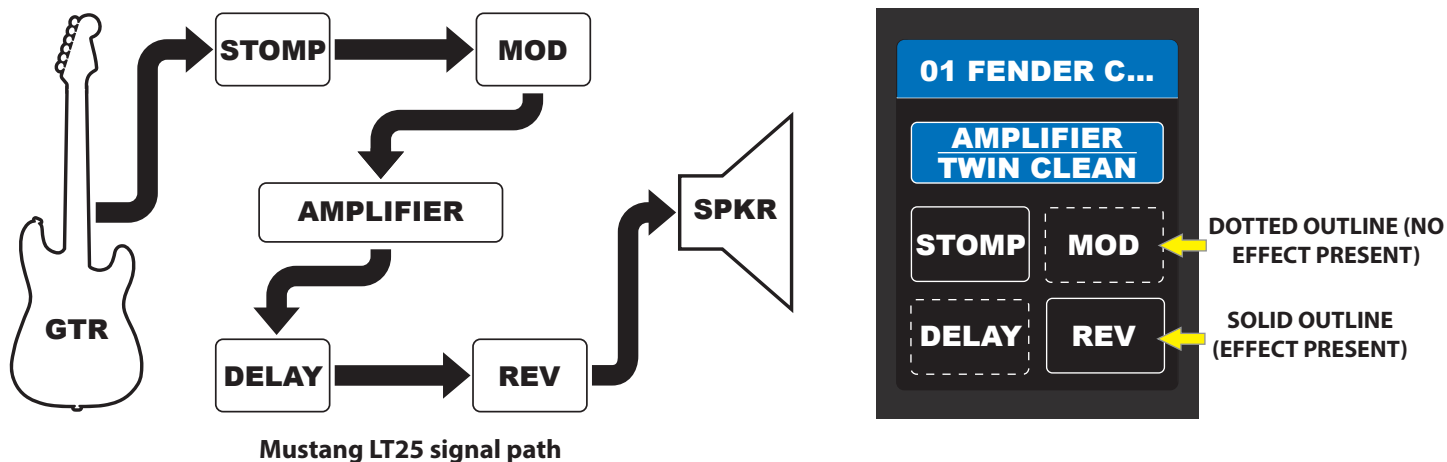 STOMP
MOD
AMPLIFIER
GTR
DELAY
REV
SPKR
Mustang LT25 signal path
01 FENDER C...
AMPLIFIER
TWIN CLEAN
STOMP
MOD
DELAY
REV
DOTTED OUTLINE (NO
EFFECT PRESENT)
SOLID OUTLINE
(EFFECT PRESENT)